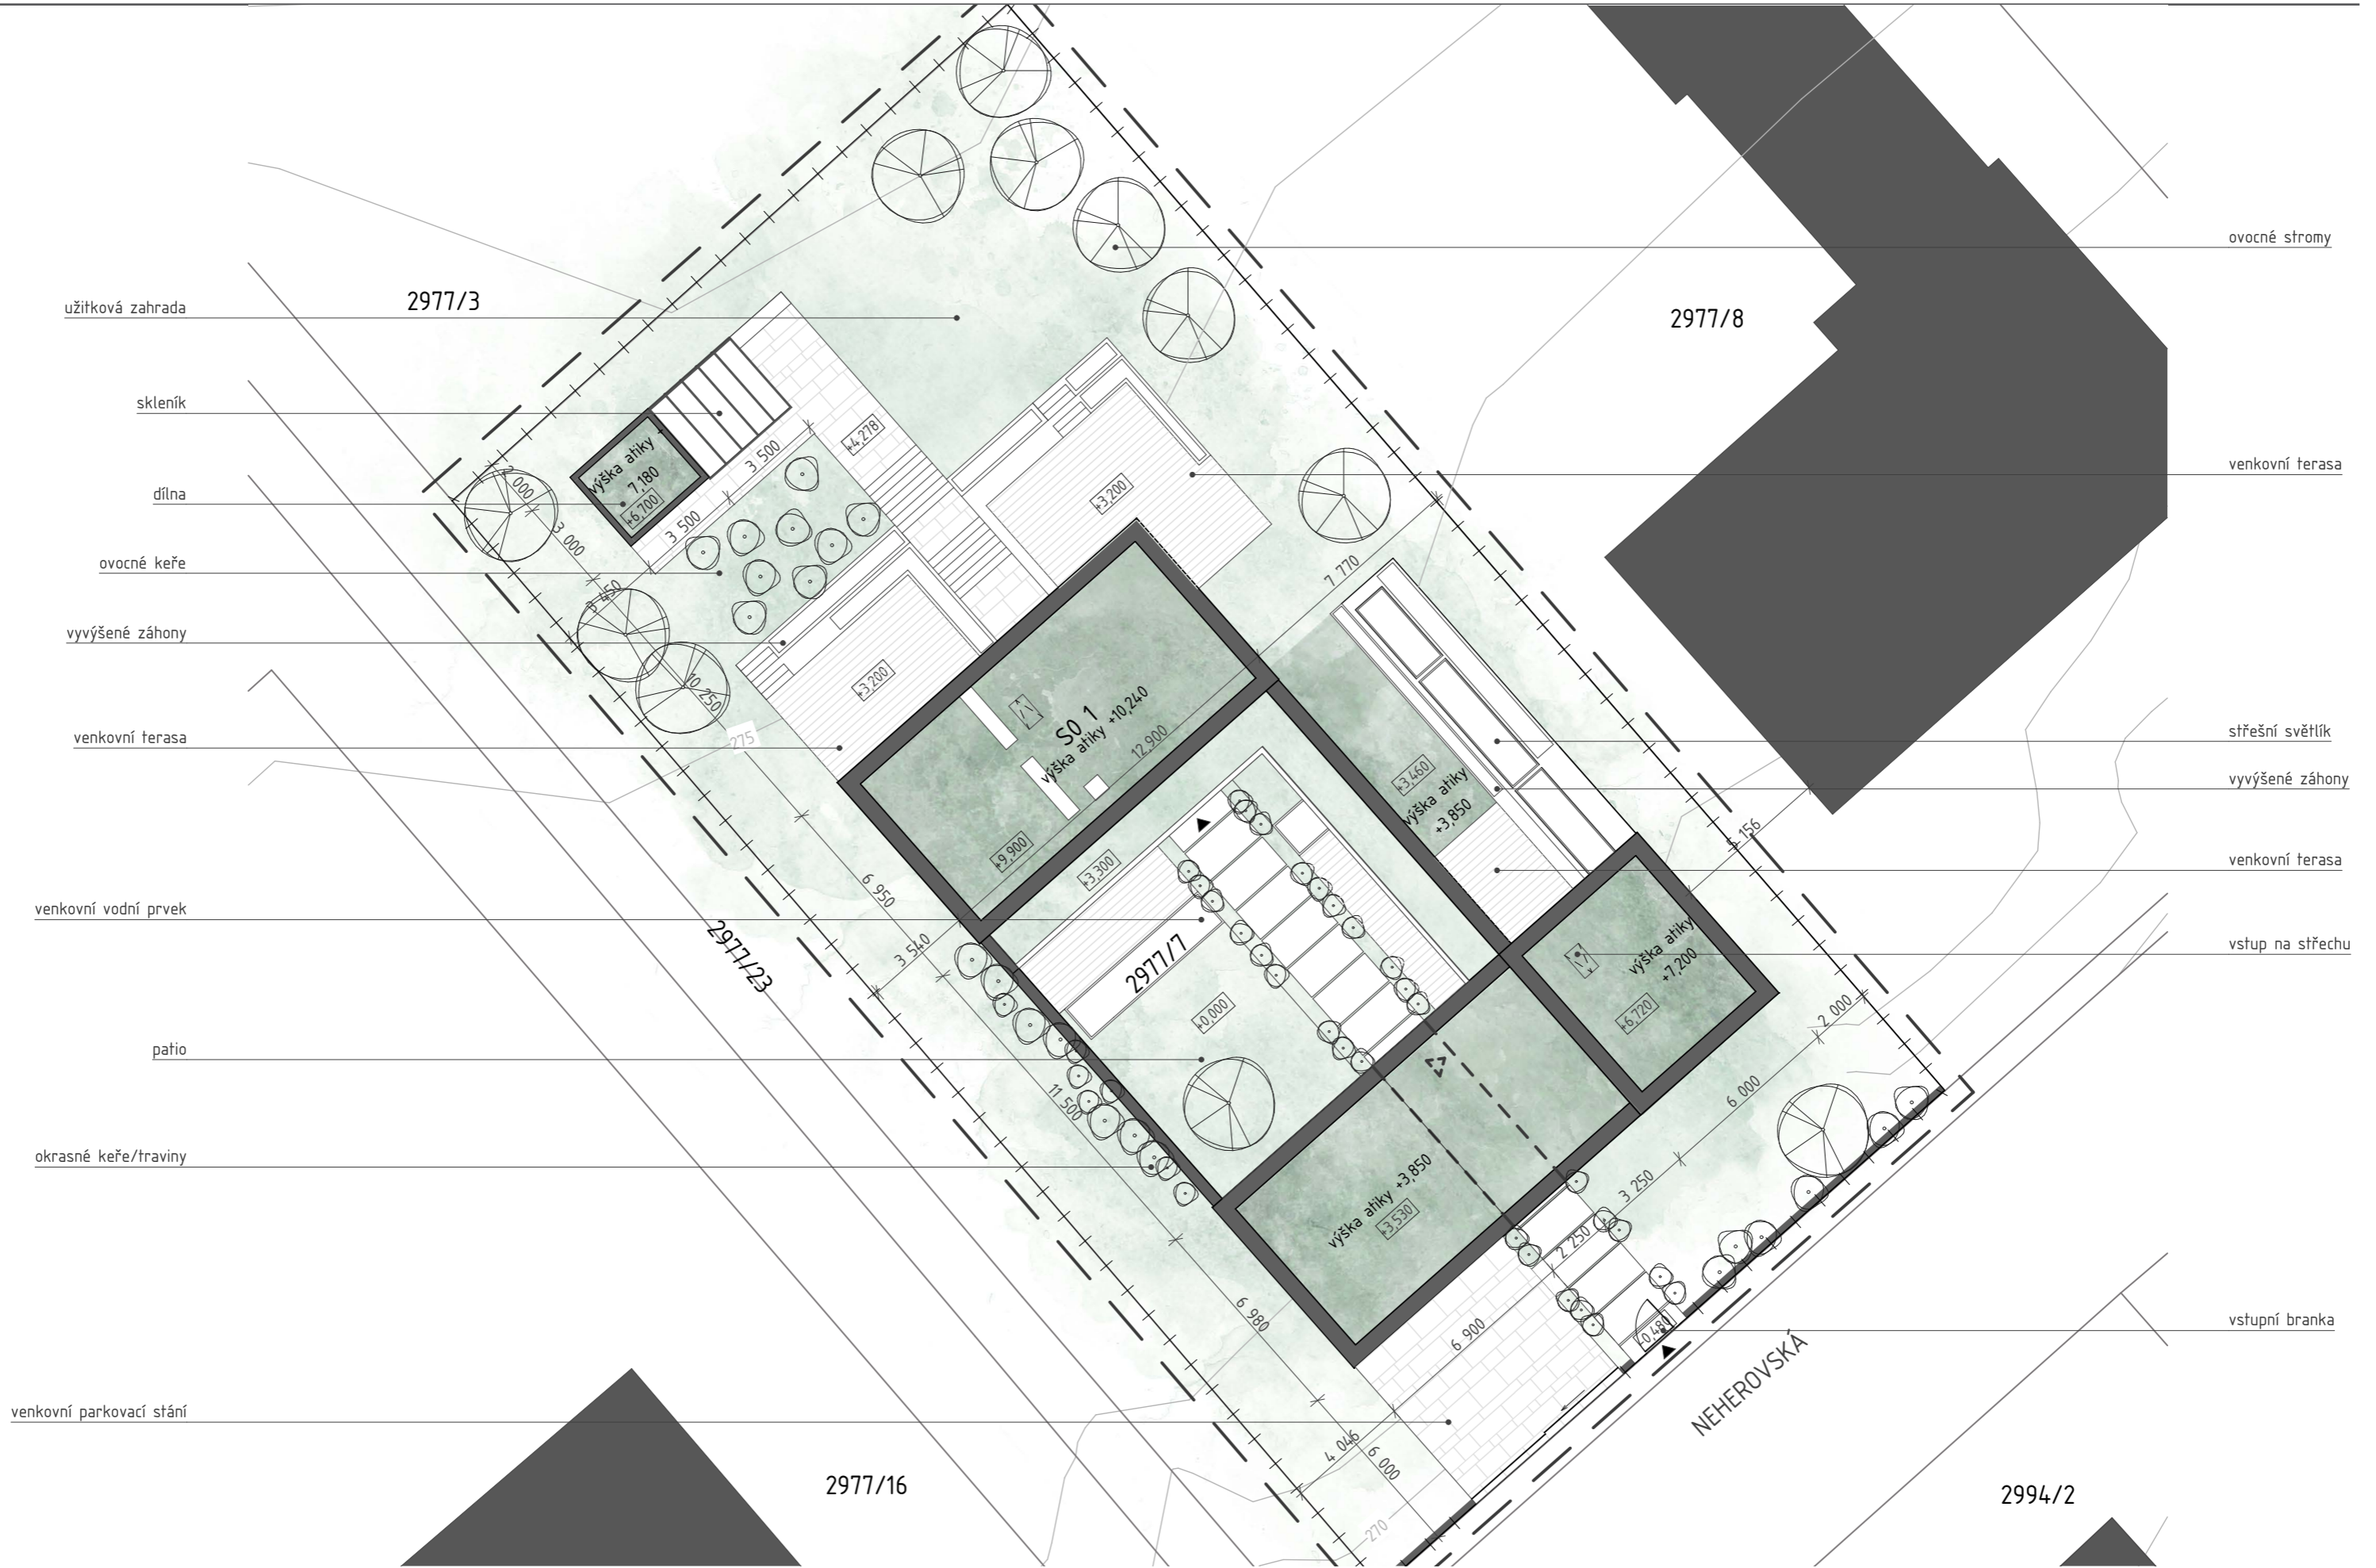 užitková zahrada
skleník
dílna
ovocné keře
vyvýšené záhony
venkovní terasa
venkovní vodní prvek
patio
okrasné keře/traviny
venkovní parkovací stání
2977/3
2977/23
2977/16
výška atiky +
7,180
+6,700
2 000
3 000
3 450
10 250
275
3 500
3 500
+4,278
+3,200
+3,200
7 770
SO 1
výška atiky +10,240
12,900
+9,900
+3,300
2977/7
+0,000
+3,460
výška atiky
+3,850
výška atiky
+7,200
+6,720
výška atiky +3,850
+3,530
6 950
3 540
11 500
6 980
6 000
4 046
270
6 900
2 250
3 250
6 000
2 000
6 156
-0,480
NEHEROVSKÁ
2977/8
2994/2
ovocné stromy
venkovní terasa
střešní světlík
vyvýšené záhony
venkovní terasa
vstup na střechu
vstupní branka